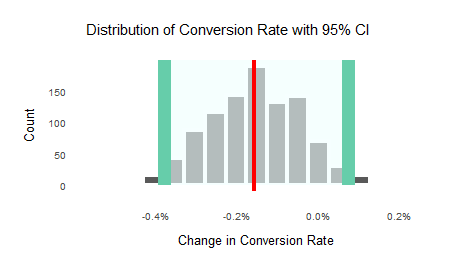 Distribution of Conversion Rate with 95% CI
Count
150
100
50
0
-0.4% -0.2% 0.0% 0.2%
Change in Conversion Rate